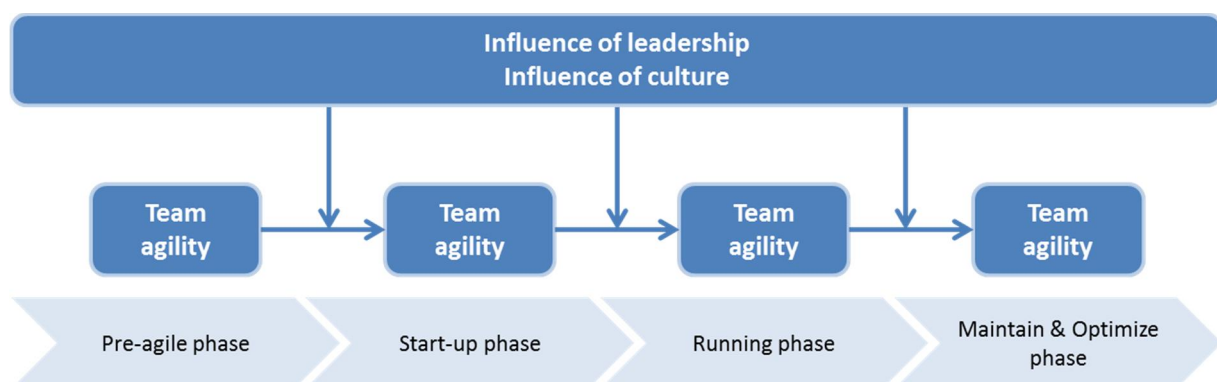 Influence of leadership
Influence of culture
Team
agility
Team
agility
Team
agility
Team
agility
Pre-agile phase
Start-up phase
Running phase
Maintain & Optimize
phase